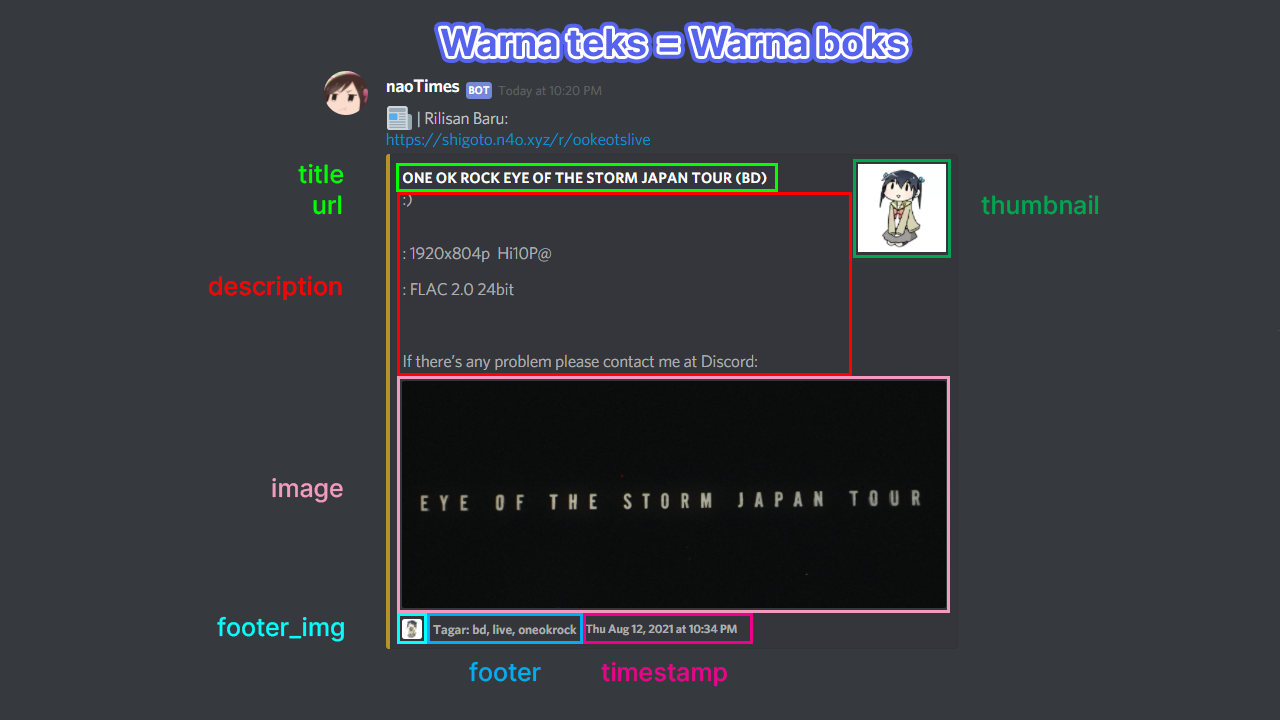 Warna teks = Warna boks
naoTimes BOT Today at 10:20 PM
| Rilisan Baru:
https://shigoto.n4o.xyz/r/ookeotslive
title
url
ONE OK ROCK EYE OF THE STORM JAPAN TOUR (BD)
thumbnail
:)
: 1920x804p Hi10P@
description
: FLAC 2.0 24bit
If there's any problem please contact me at Discord:
image
EYE OF THE STORM JAPAN TOUR
footer_img
Tagar: bd, live, oneokrock
Thu Aug 12, 2021 at 10:34 PM
footer
timestamp